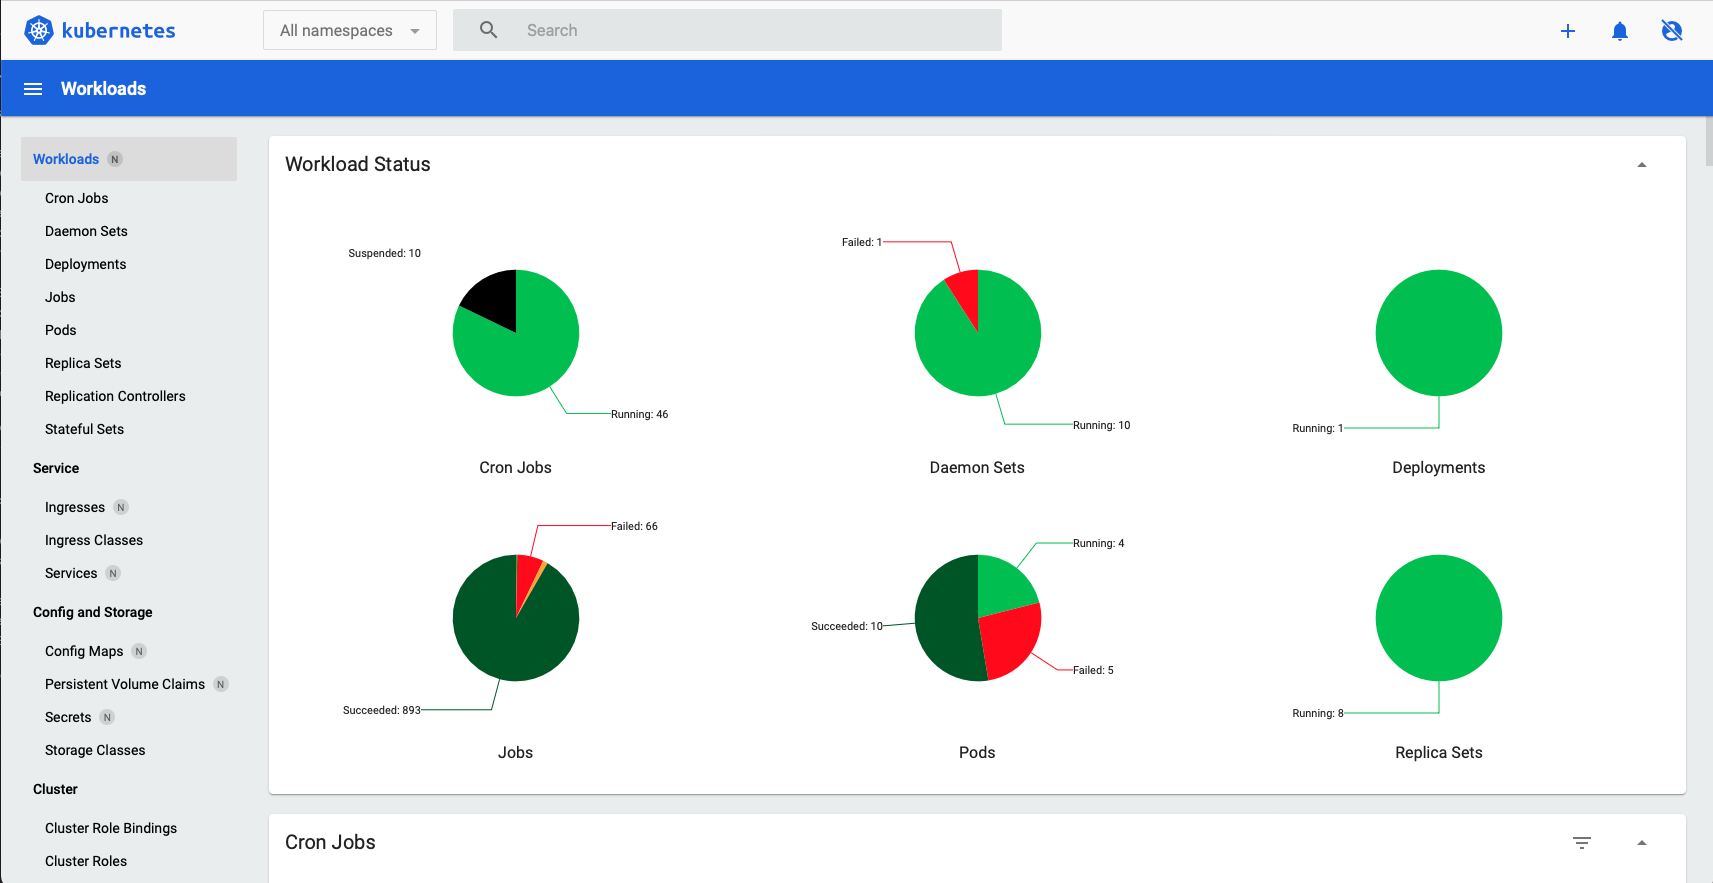 kubernetes
All namespaces
Search
Workloads
Workloads N
Cron Jobs
Daemon Sets
Deployments
Jobs
Pods
Replica Sets
Replication Controllers
Stateful Sets
Service
Ingresses N
Ingress Classes
Services N
Config and Storage
Config Maps N
Persistent Volume Claims N
Secrets N
Storage Classes
Cluster
Cluster Role Bindings
Cluster Roles
Workload Status
Suspended: 10
Running: 46
Cron Jobs
Failed: 1
Running: 10
Daemon Sets
Running: 1
Deployments
Failed: 66
Succeeded: 893
Jobs
Running: 4
Succeeded: 10
Failed: 5
Pods
Running: 8
Replica Sets
Cron Jobs